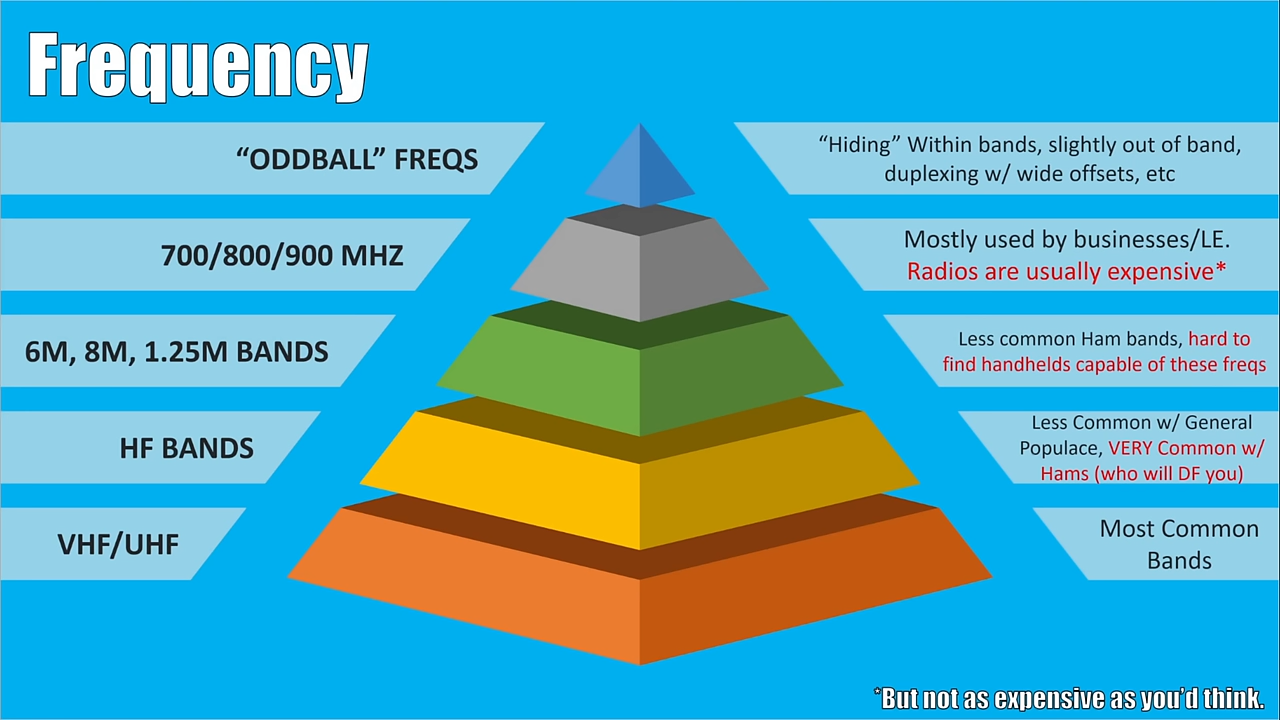 Frequency
“ODDBALL” FREQS
“Hiding” Within bands, slightly out of band,
duplexing w/ wide offsets, etc
700/800/900 MHZ
Mostly used by businesses/LE.
Radios are usually expensive*
6M, 8M, 1.25M BANDS
Less common Ham bands, hard to
find handhelds capable of these freqs
HF BANDS
Less Common w/ General
Populace, VERY Common w/
Hams (who will DF you)
VHF/UHF
Most Common
Bands
*But not as expensive as you’d think.